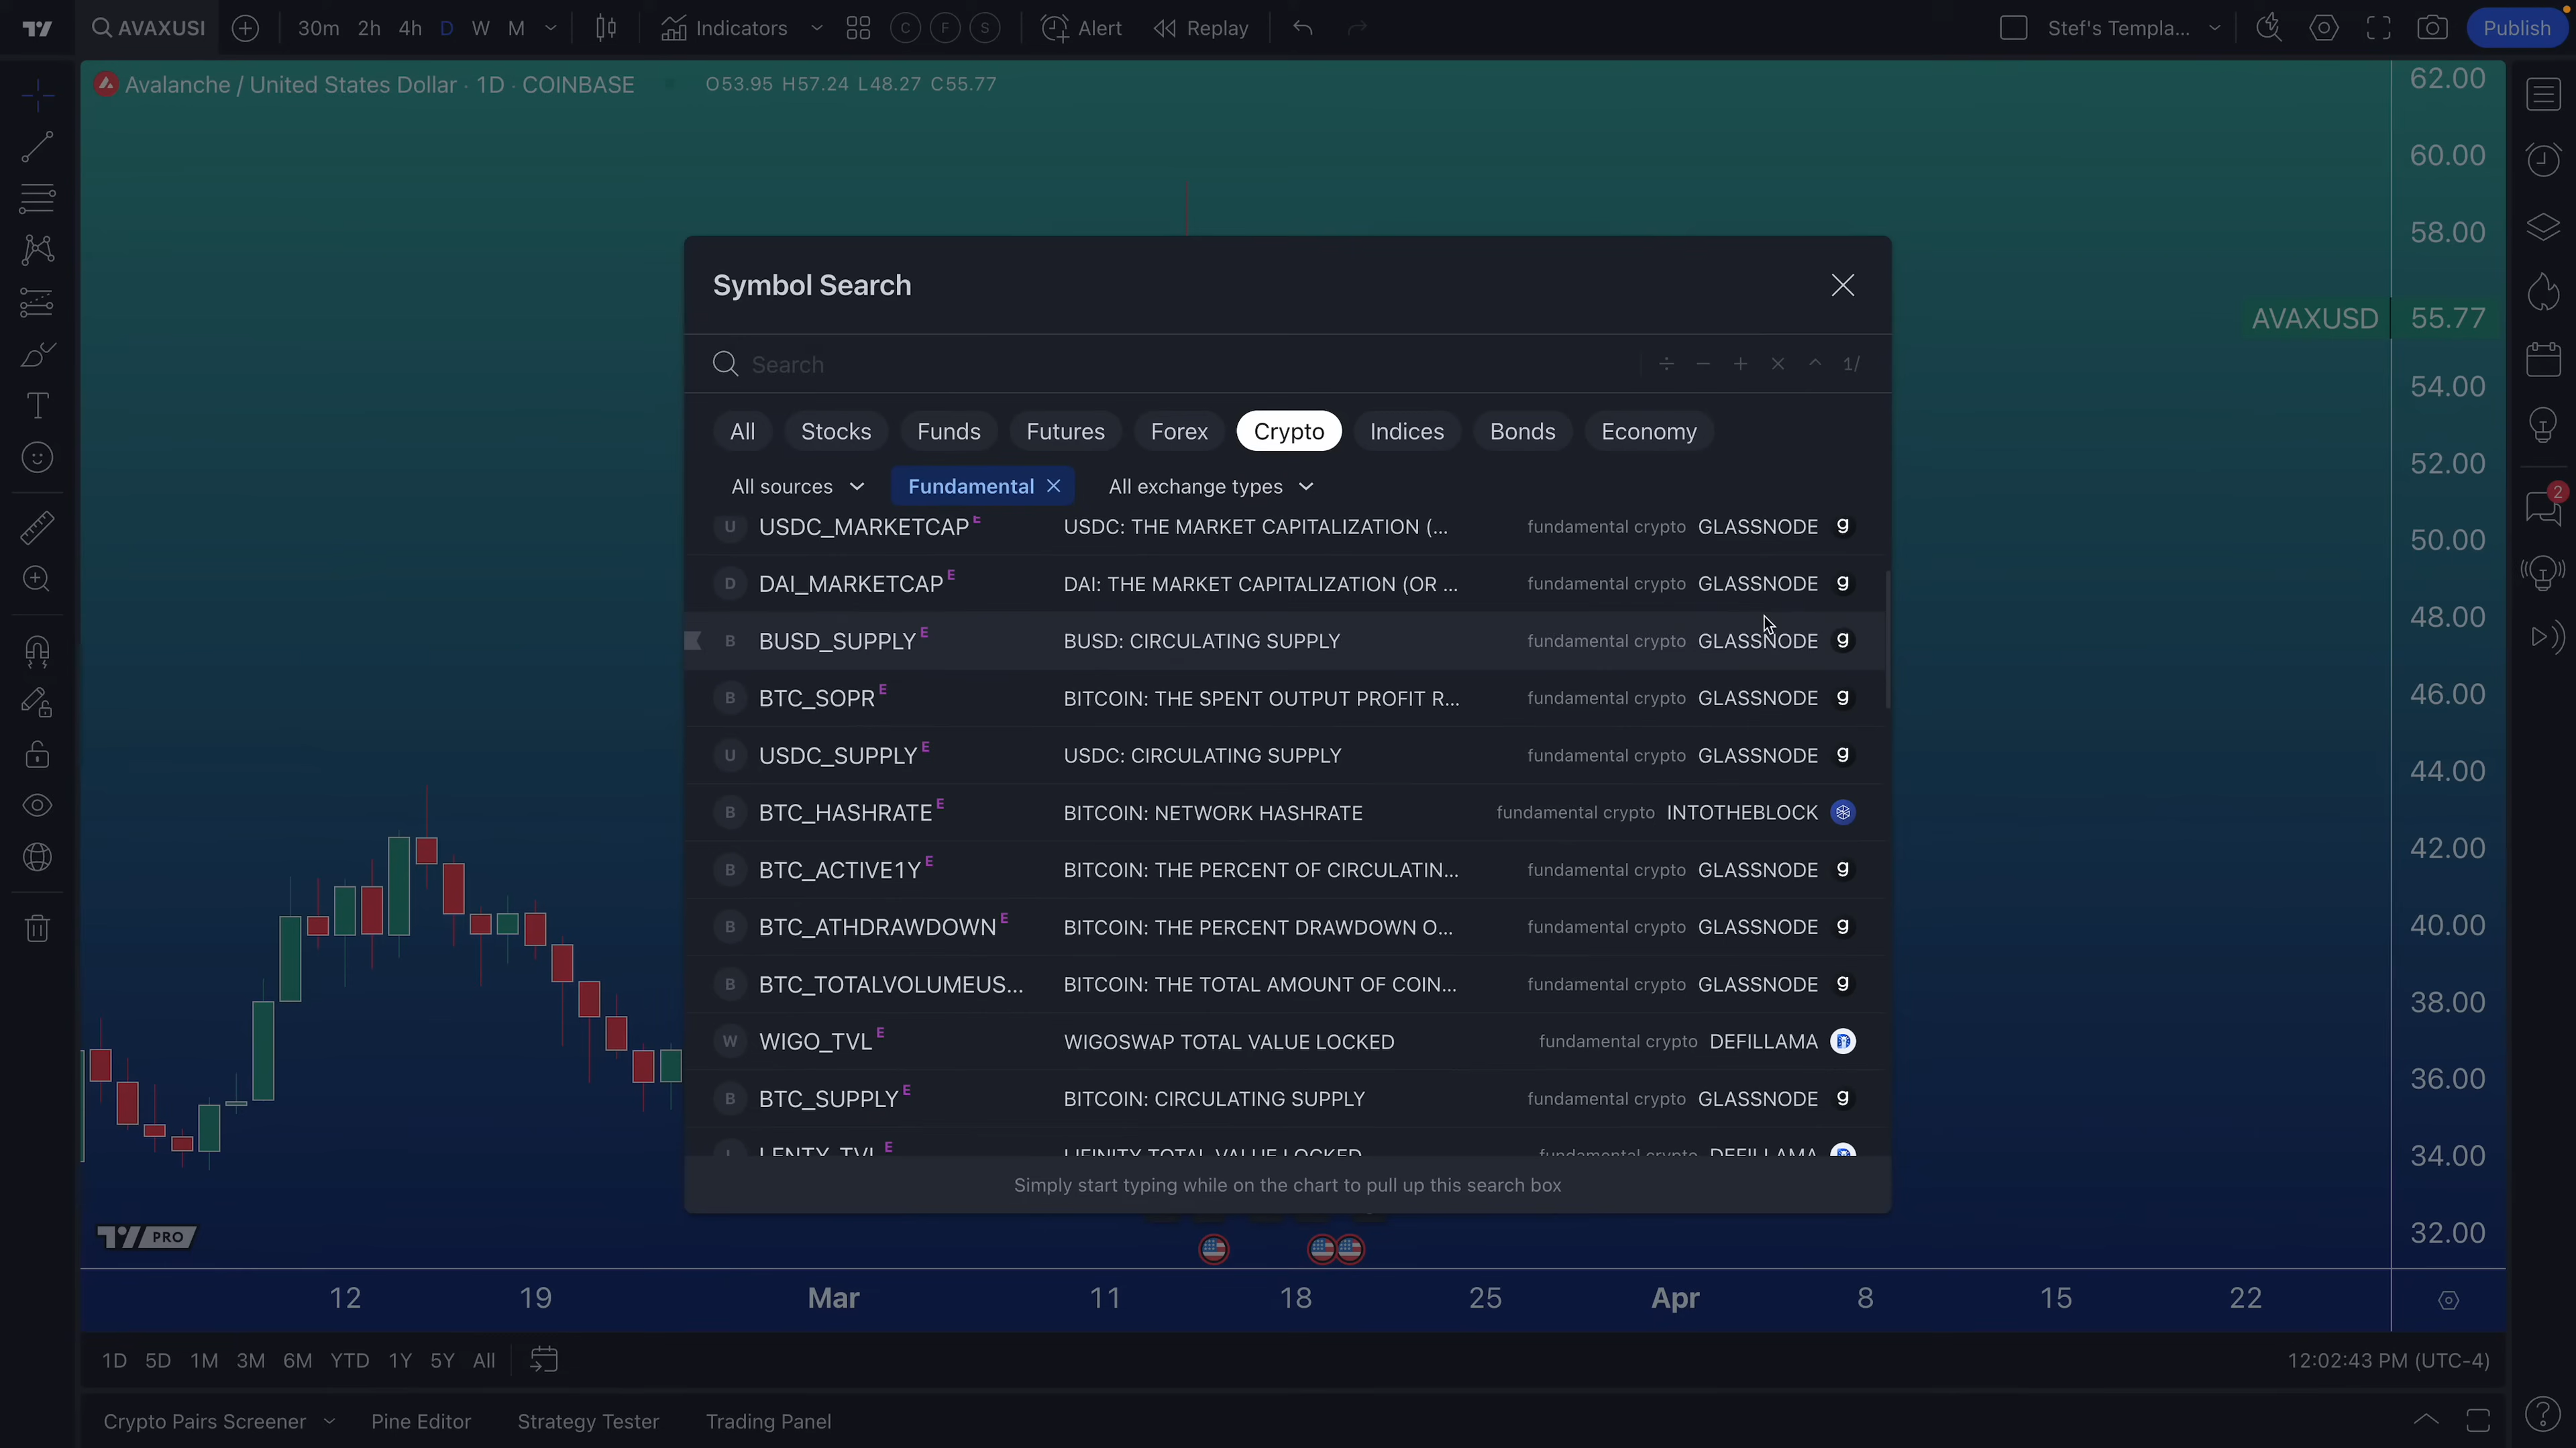 AVAXUSI
30m 2h 4h D W M
Indicators
C F S
Alert
Replay
Stef's Templa...
Publish
Avalanche / United States Dollar · 1D · COINBASE
O53.95 H57.24 L48.27 C55.77
62.00
60.00
58.00
AVAXUSD 55.77
54.00
52.00
50.00
48.00
46.00
44.00
42.00
40.00
38.00
36.00
34.00
32.00
2
Symbol Search
Search
÷ − + × ^ 1/
All Stocks Funds Futures Forex Crypto Indices Bonds Economy
All sources Fundamental × All exchange types
U USDC_MARKETCAP E USDC: THE MARKET CAPITALIZATION (... fundamental crypto GLASSNODE g
D DAI_MARKETCAP E DAI: THE MARKET CAPITALIZATION (OR ... fundamental crypto GLASSNODE g
B BUSD_SUPPLY E BUSD: CIRCULATING SUPPLY fundamental crypto GLASSNODE g
B BTC_SOPR E BITCOIN: THE SPENT OUTPUT PROFIT R... fundamental crypto GLASSNODE g
U USDC_SUPPLY E USDC: CIRCULATING SUPPLY fundamental crypto GLASSNODE g
B BTC_HASHRATE E BITCOIN: NETWORK HASHRATE fundamental crypto INTOTHEBLOCK
B BTC_ACTIVE1Y E BITCOIN: THE PERCENT OF CIRCULATIN... fundamental crypto GLASSNODE g
B BTC_ATHDRAWDOWN E BITCOIN: THE PERCENT DRAWDOWN O... fundamental crypto GLASSNODE g
B BTC_TOTALVOLUMEUS... BITCOIN: THE TOTAL AMOUNT OF COIN... fundamental crypto GLASSNODE g
W WIGO_TVL E WIGOSWAP TOTAL VALUE LOCKED fundamental crypto DEFILLAMA
B BTC_SUPPLY E BITCOIN: CIRCULATING SUPPLY fundamental crypto GLASSNODE g
E TOTAL VALUE LOCKED fundamental crypto DEFILLAMA
Simply start typing while on the chart to pull up this search box
PRO
12 19 Mar 11 18 25 Apr 8 15 22
1D 5D 1M 3M 6M YTD 1Y 5Y All
12:02:43 PM (UTC-4)
Crypto Pairs Screener Pine Editor Strategy Tester Trading Panel